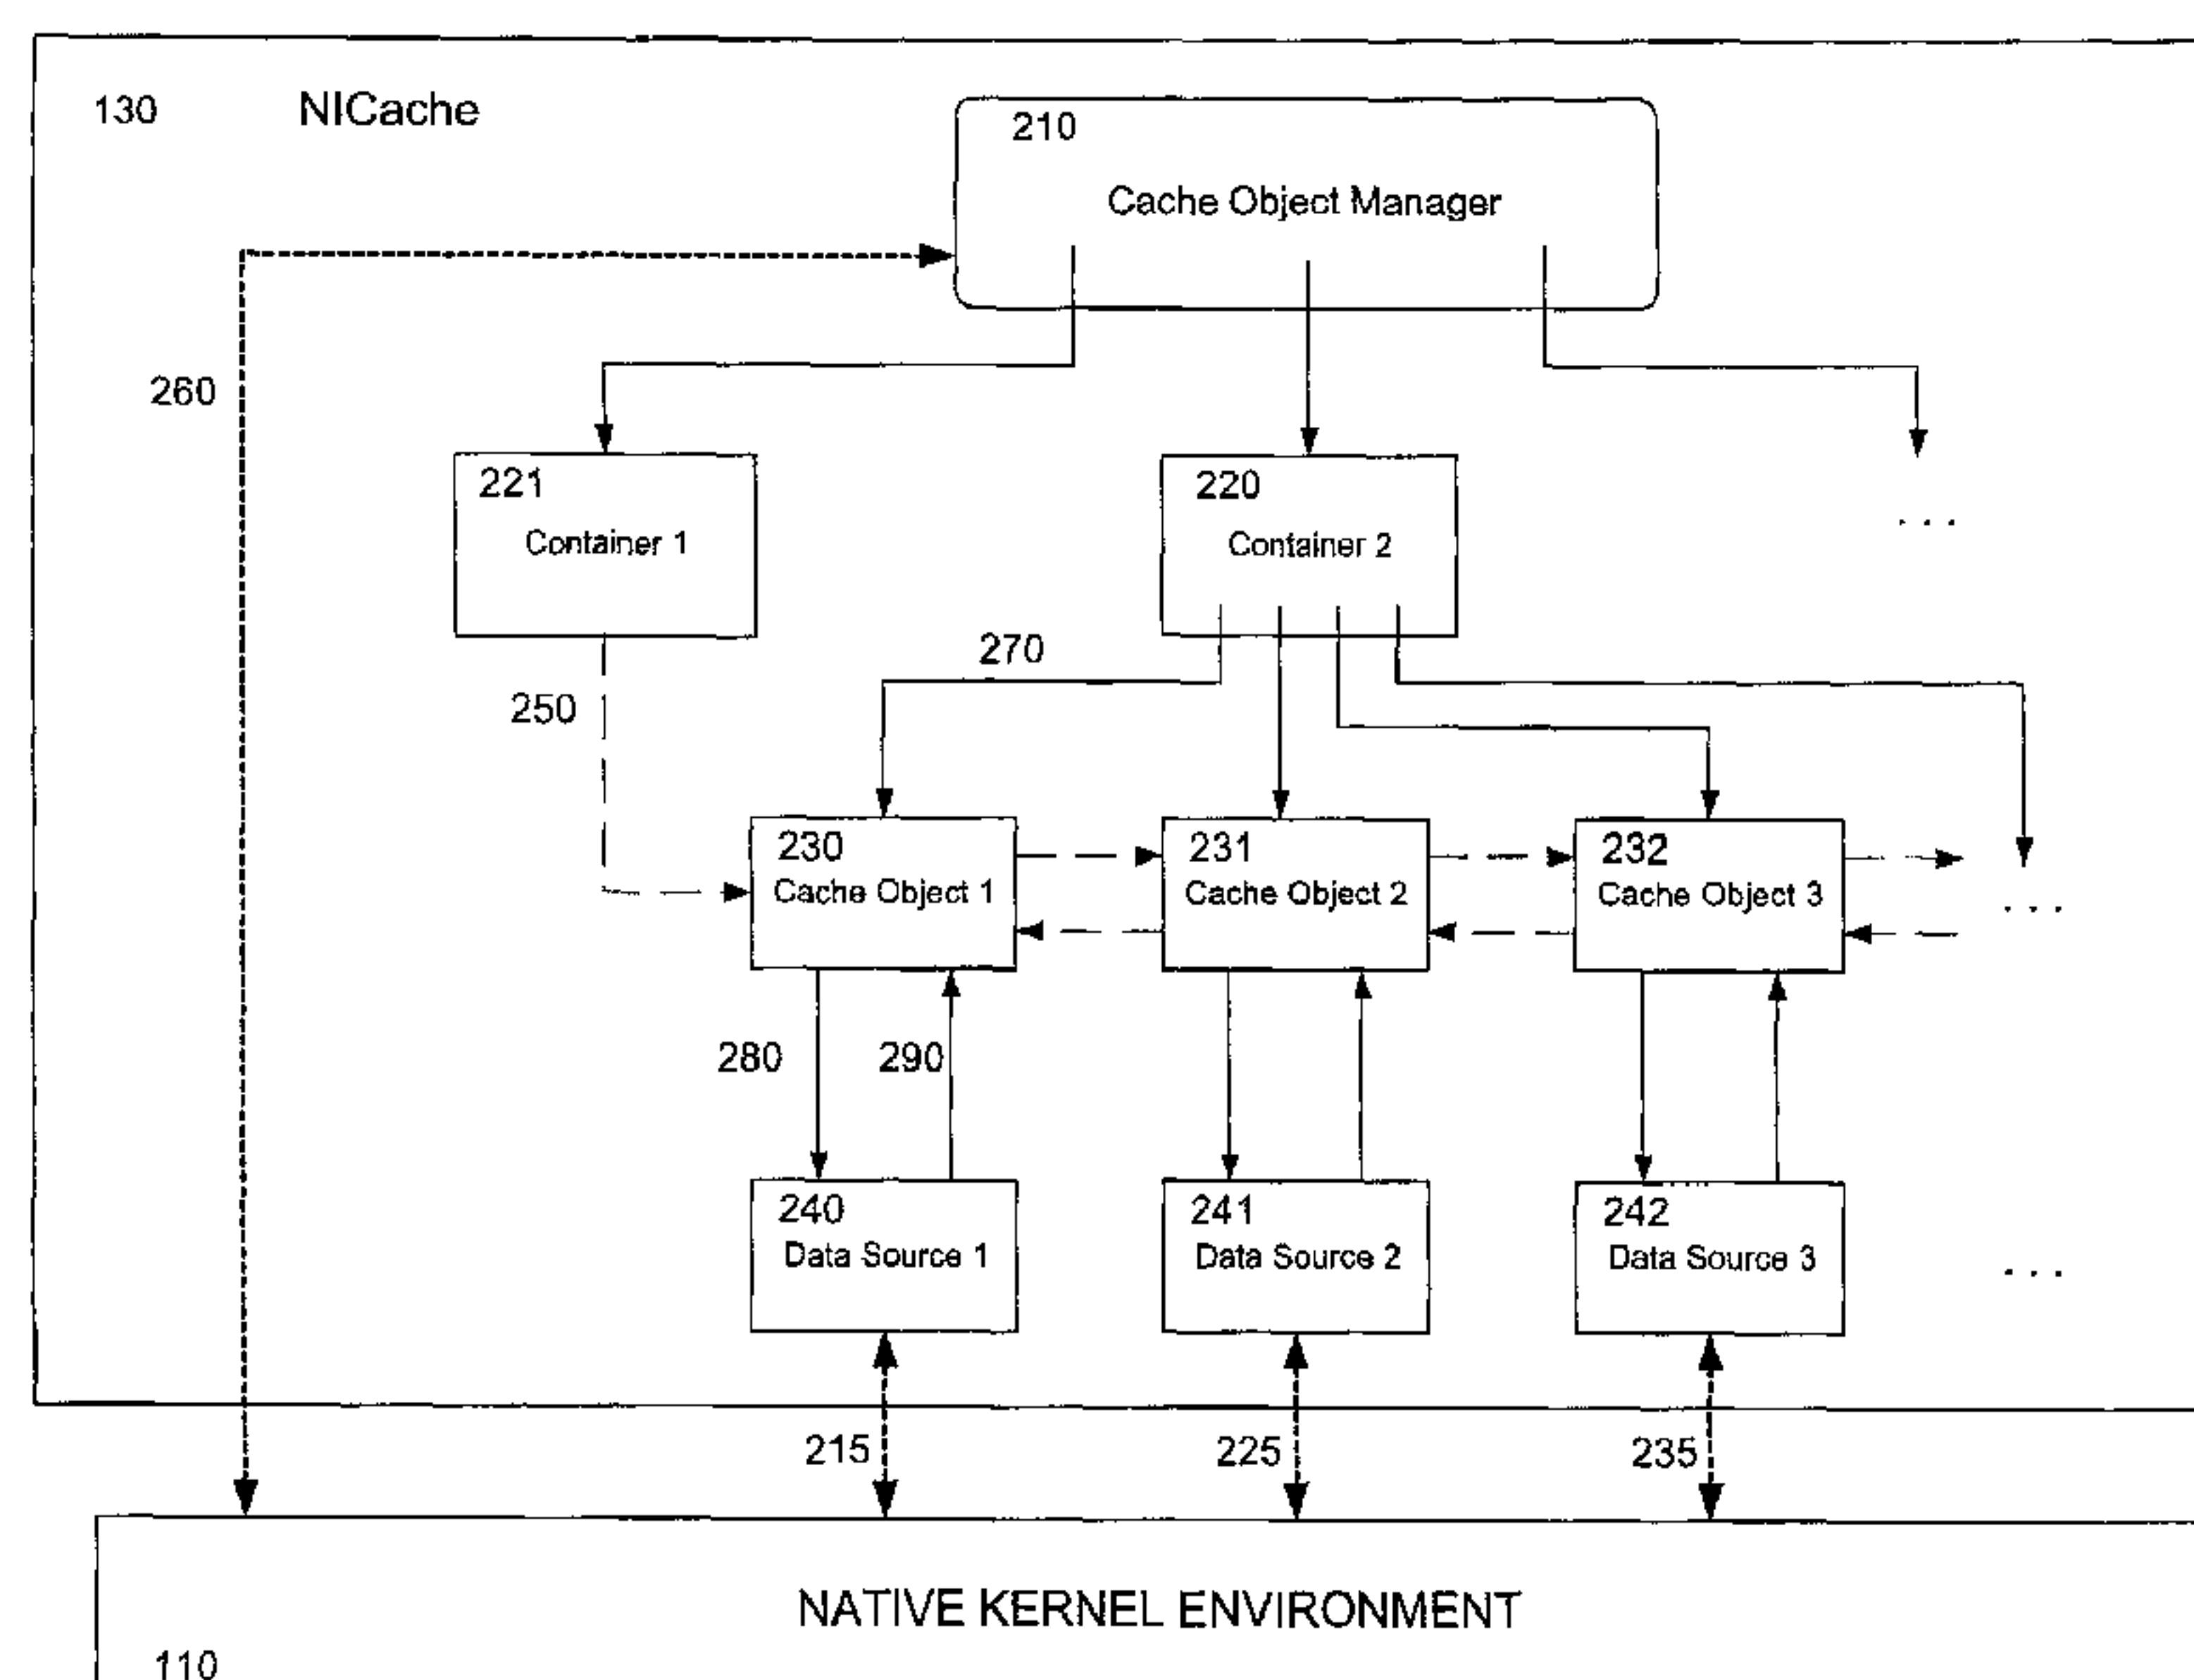 130 NICache
210
Cache Object Manager
260
221
Container 1
220
Container 2
. . .
270
250
230
Cache Object 1
231
Cache Object 2
232
Cache Object 3
. . .
280
290
240
Data Source 1
241
Data Source 2
242
Data Source 3
. . .
215
225
235
NATIVE KERNEL ENVIRONMENT
110